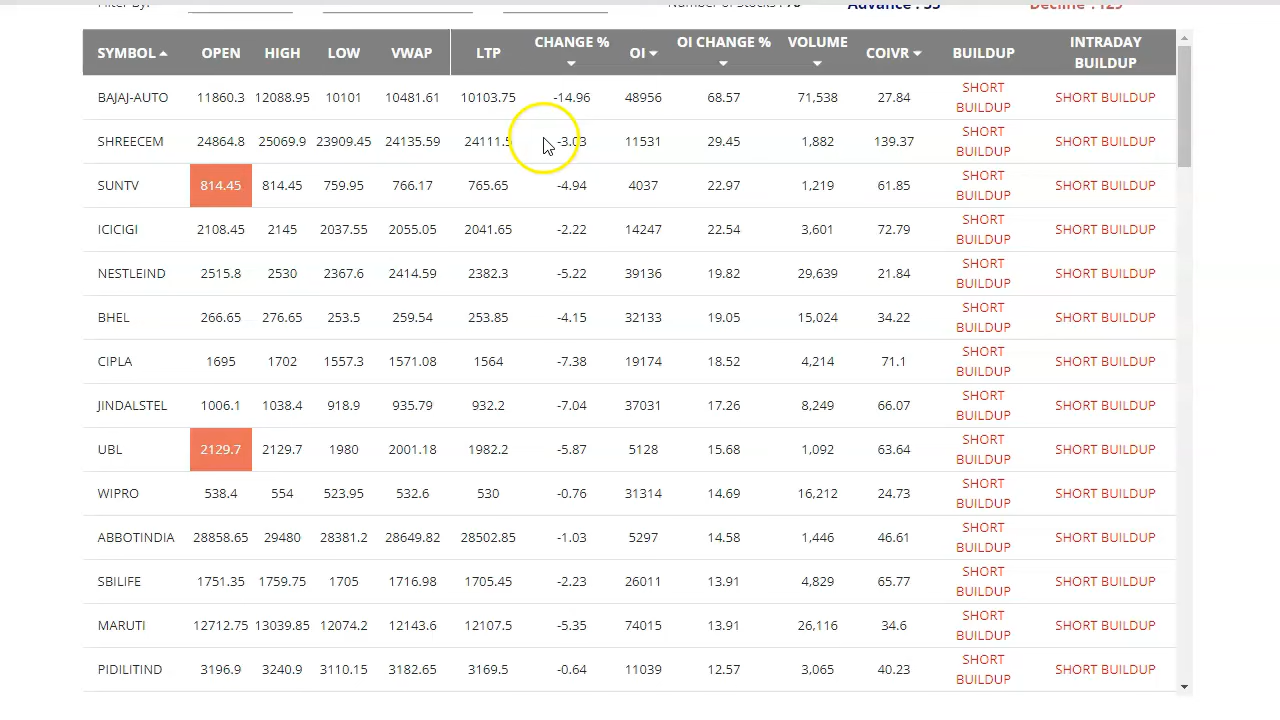 Filter By:
Number of Stocks : 78 Advance : 35 Decline : 129
SYMBOL OPEN HIGH LOW VWAP LTP CHANGE % OI OI CHANGE % VOLUME COIVR BUILDUP INTRADAY BUILDUP
BAJAJ-AUTO 11860.3 12088.95 10101 10481.61 10103.75 -14.96 48956 68.57 71,538 27.84 SHORT BUILDUP SHORT BUILDUP
SHREECEM 24864.8 25069.9 23909.45 24135.59 24111.5 -3.03 11531 29.45 1,882 139.37 SHORT BUILDUP SHORT BUILDUP
SUNTV 814.45 814.45 759.95 766.17 765.65 -4.94 4037 22.97 1,219 61.85 SHORT BUILDUP SHORT BUILDUP
ICICIGI 2108.45 2145 2037.55 2055.05 2041.65 -2.22 14247 22.54 3,601 72.79 SHORT BUILDUP SHORT BUILDUP
NESTLEIND 2515.8 2530 2367.6 2414.59 2382.3 -5.22 39136 19.82 29,639 21.84 SHORT BUILDUP SHORT BUILDUP
BHEL 266.65 276.65 253.5 259.54 253.85 -4.15 32133 19.05 15,024 34.22 SHORT BUILDUP SHORT BUILDUP
CIPLA 1695 1702 1557.3 1571.08 1564 -7.38 19174 18.52 4,214 71.1 SHORT BUILDUP SHORT BUILDUP
JINDALSTEL 1006.1 1038.4 918.9 935.79 932.2 -7.04 37031 17.26 8,249 66.07 SHORT BUILDUP SHORT BUILDUP
UBL 2129.7 2129.7 1980 2001.18 1982.2 -5.87 5128 15.68 1,092 63.64 SHORT BUILDUP SHORT BUILDUP
WIPRO 538.4 554 523.95 532.6 530 -0.76 31314 14.69 16,212 24.73 SHORT BUILDUP SHORT BUILDUP
ABBOTINDIA 28858.65 29480 28381.2 28649.82 28502.85 -1.03 5297 14.58 1,446 46.61 SHORT BUILDUP SHORT BUILDUP
SBILIFE 1751.35 1759.75 1705 1716.98 1705.45 -2.23 26011 13.91 4,829 65.77 SHORT BUILDUP SHORT BUILDUP
MARUTI 12712.75 13039.85 12074.2 12143.6 12107.5 -5.35 74015 13.91 26,116 34.6 SHORT BUILDUP SHORT BUILDUP
PIDILITIND 3196.9 3240.9 3110.15 3182.65 3169.5 -0.64 11039 12.57 3,065 40.23 SHORT BUILDUP SHORT BUILDUP